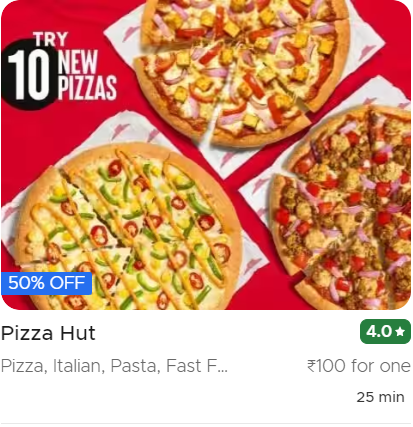 TRY
10 NEW
PIZZAS
50% OFF
Pizza Hut
4.0★
Pizza, Italian, Pasta, Fast F...
₹100 for one
25 min